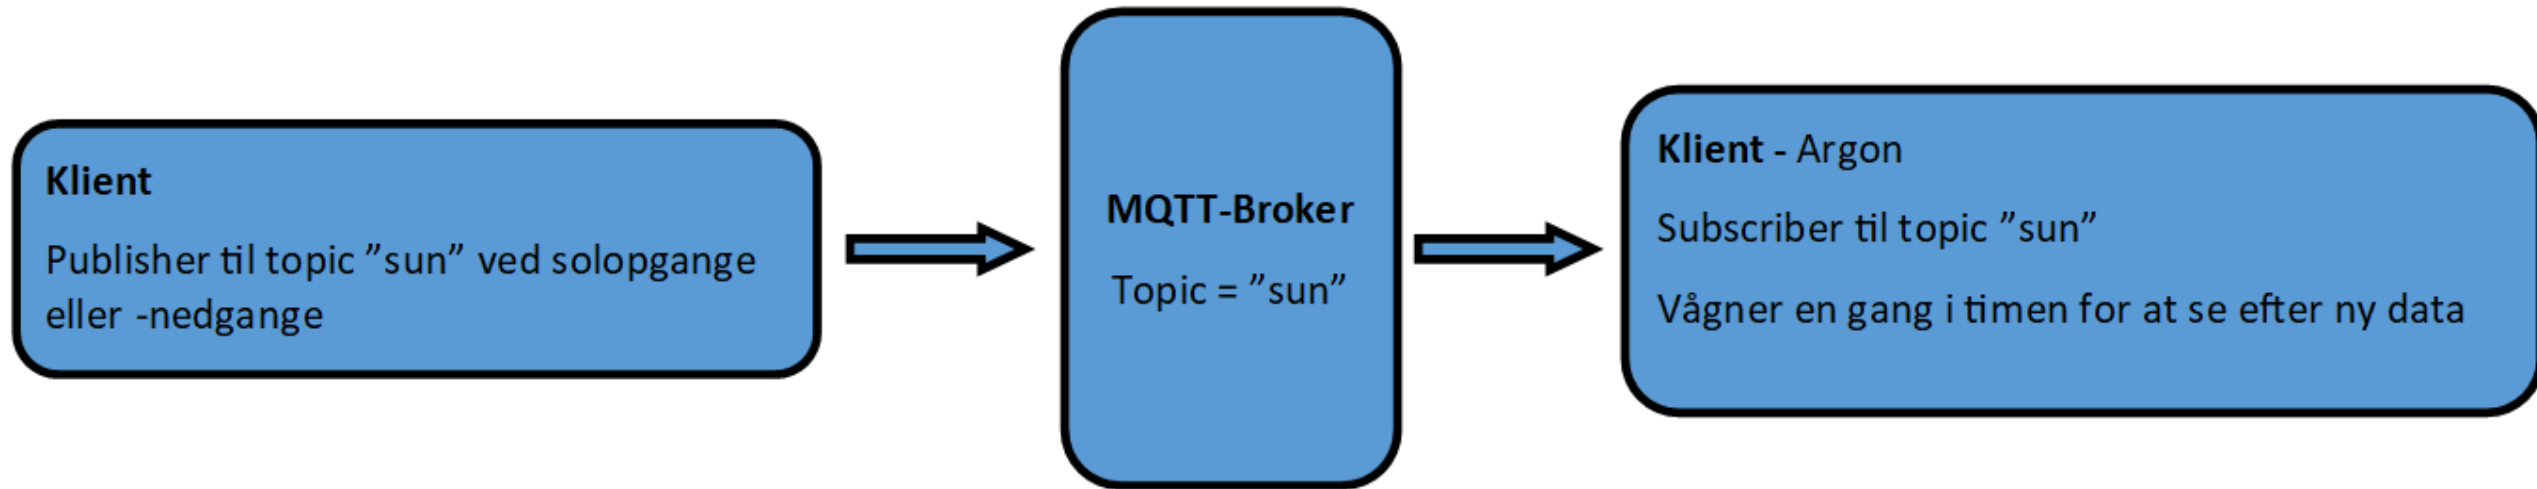 Klient
Publisher til topic ”sun” ved solopgange
eller -nedgange
MQTT-Broker
Topic = ”sun”
Klient - Argon
Subscriber til topic ”sun”
Vågner en gang i timen for at se efter ny data